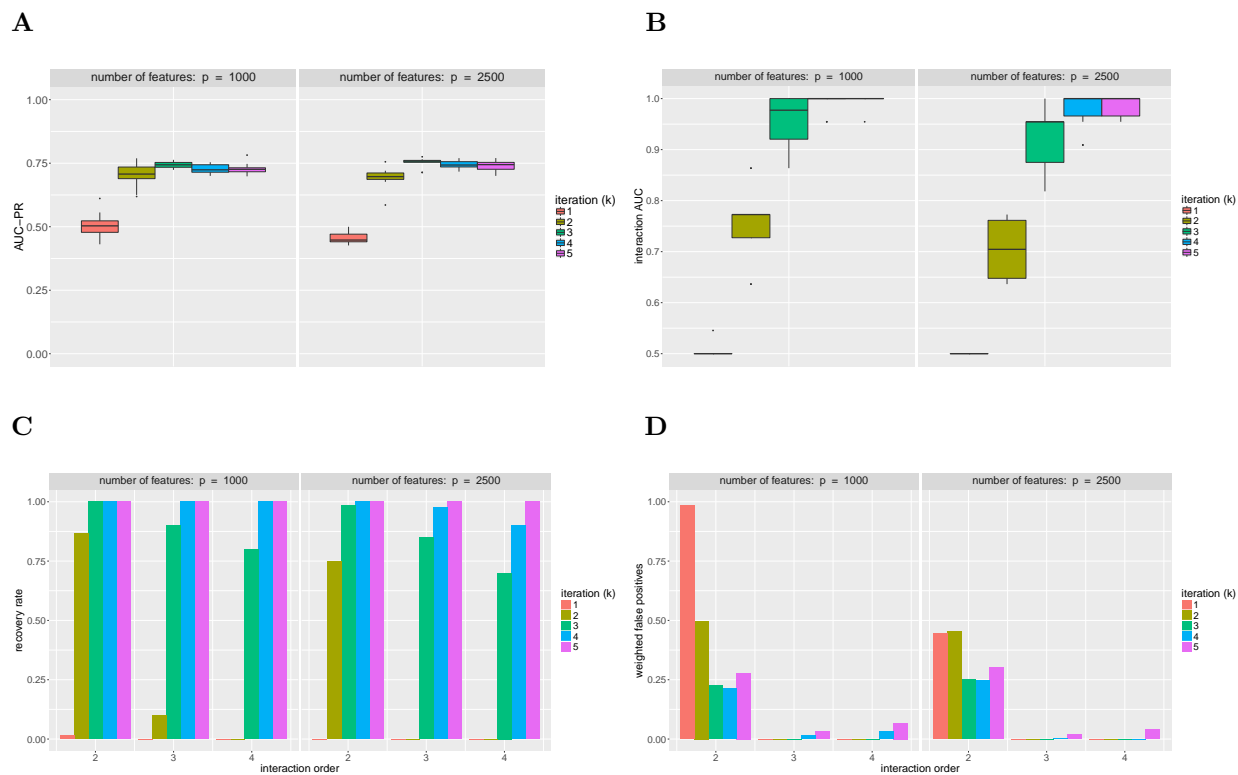 A
number of features: p = 1000
number of features: p = 2500
AUC−PR
1.00
0.75
0.50
0.25
0.00
iteration (k)
1
2
3
4
5
B
number of features: p = 1000
number of features: p = 2500
interaction AUC
1.0
0.9
0.8
0.7
0.6
0.5
iteration (k)
1
2
3
4
5
C
number of features: p = 1000
number of features: p = 2500
recovery rate
1.00
0.75
0.50
0.25
0.00
2
3
4
2
3
4
interaction order
iteration (k)
1
2
3
4
5
D
number of features: p = 1000
number of features: p = 2500
weighted false positives
1.00
0.75
0.50
0.25
0.00
2
3
4
2
3
4
interaction order
iteration (k)
1
2
3
4
5